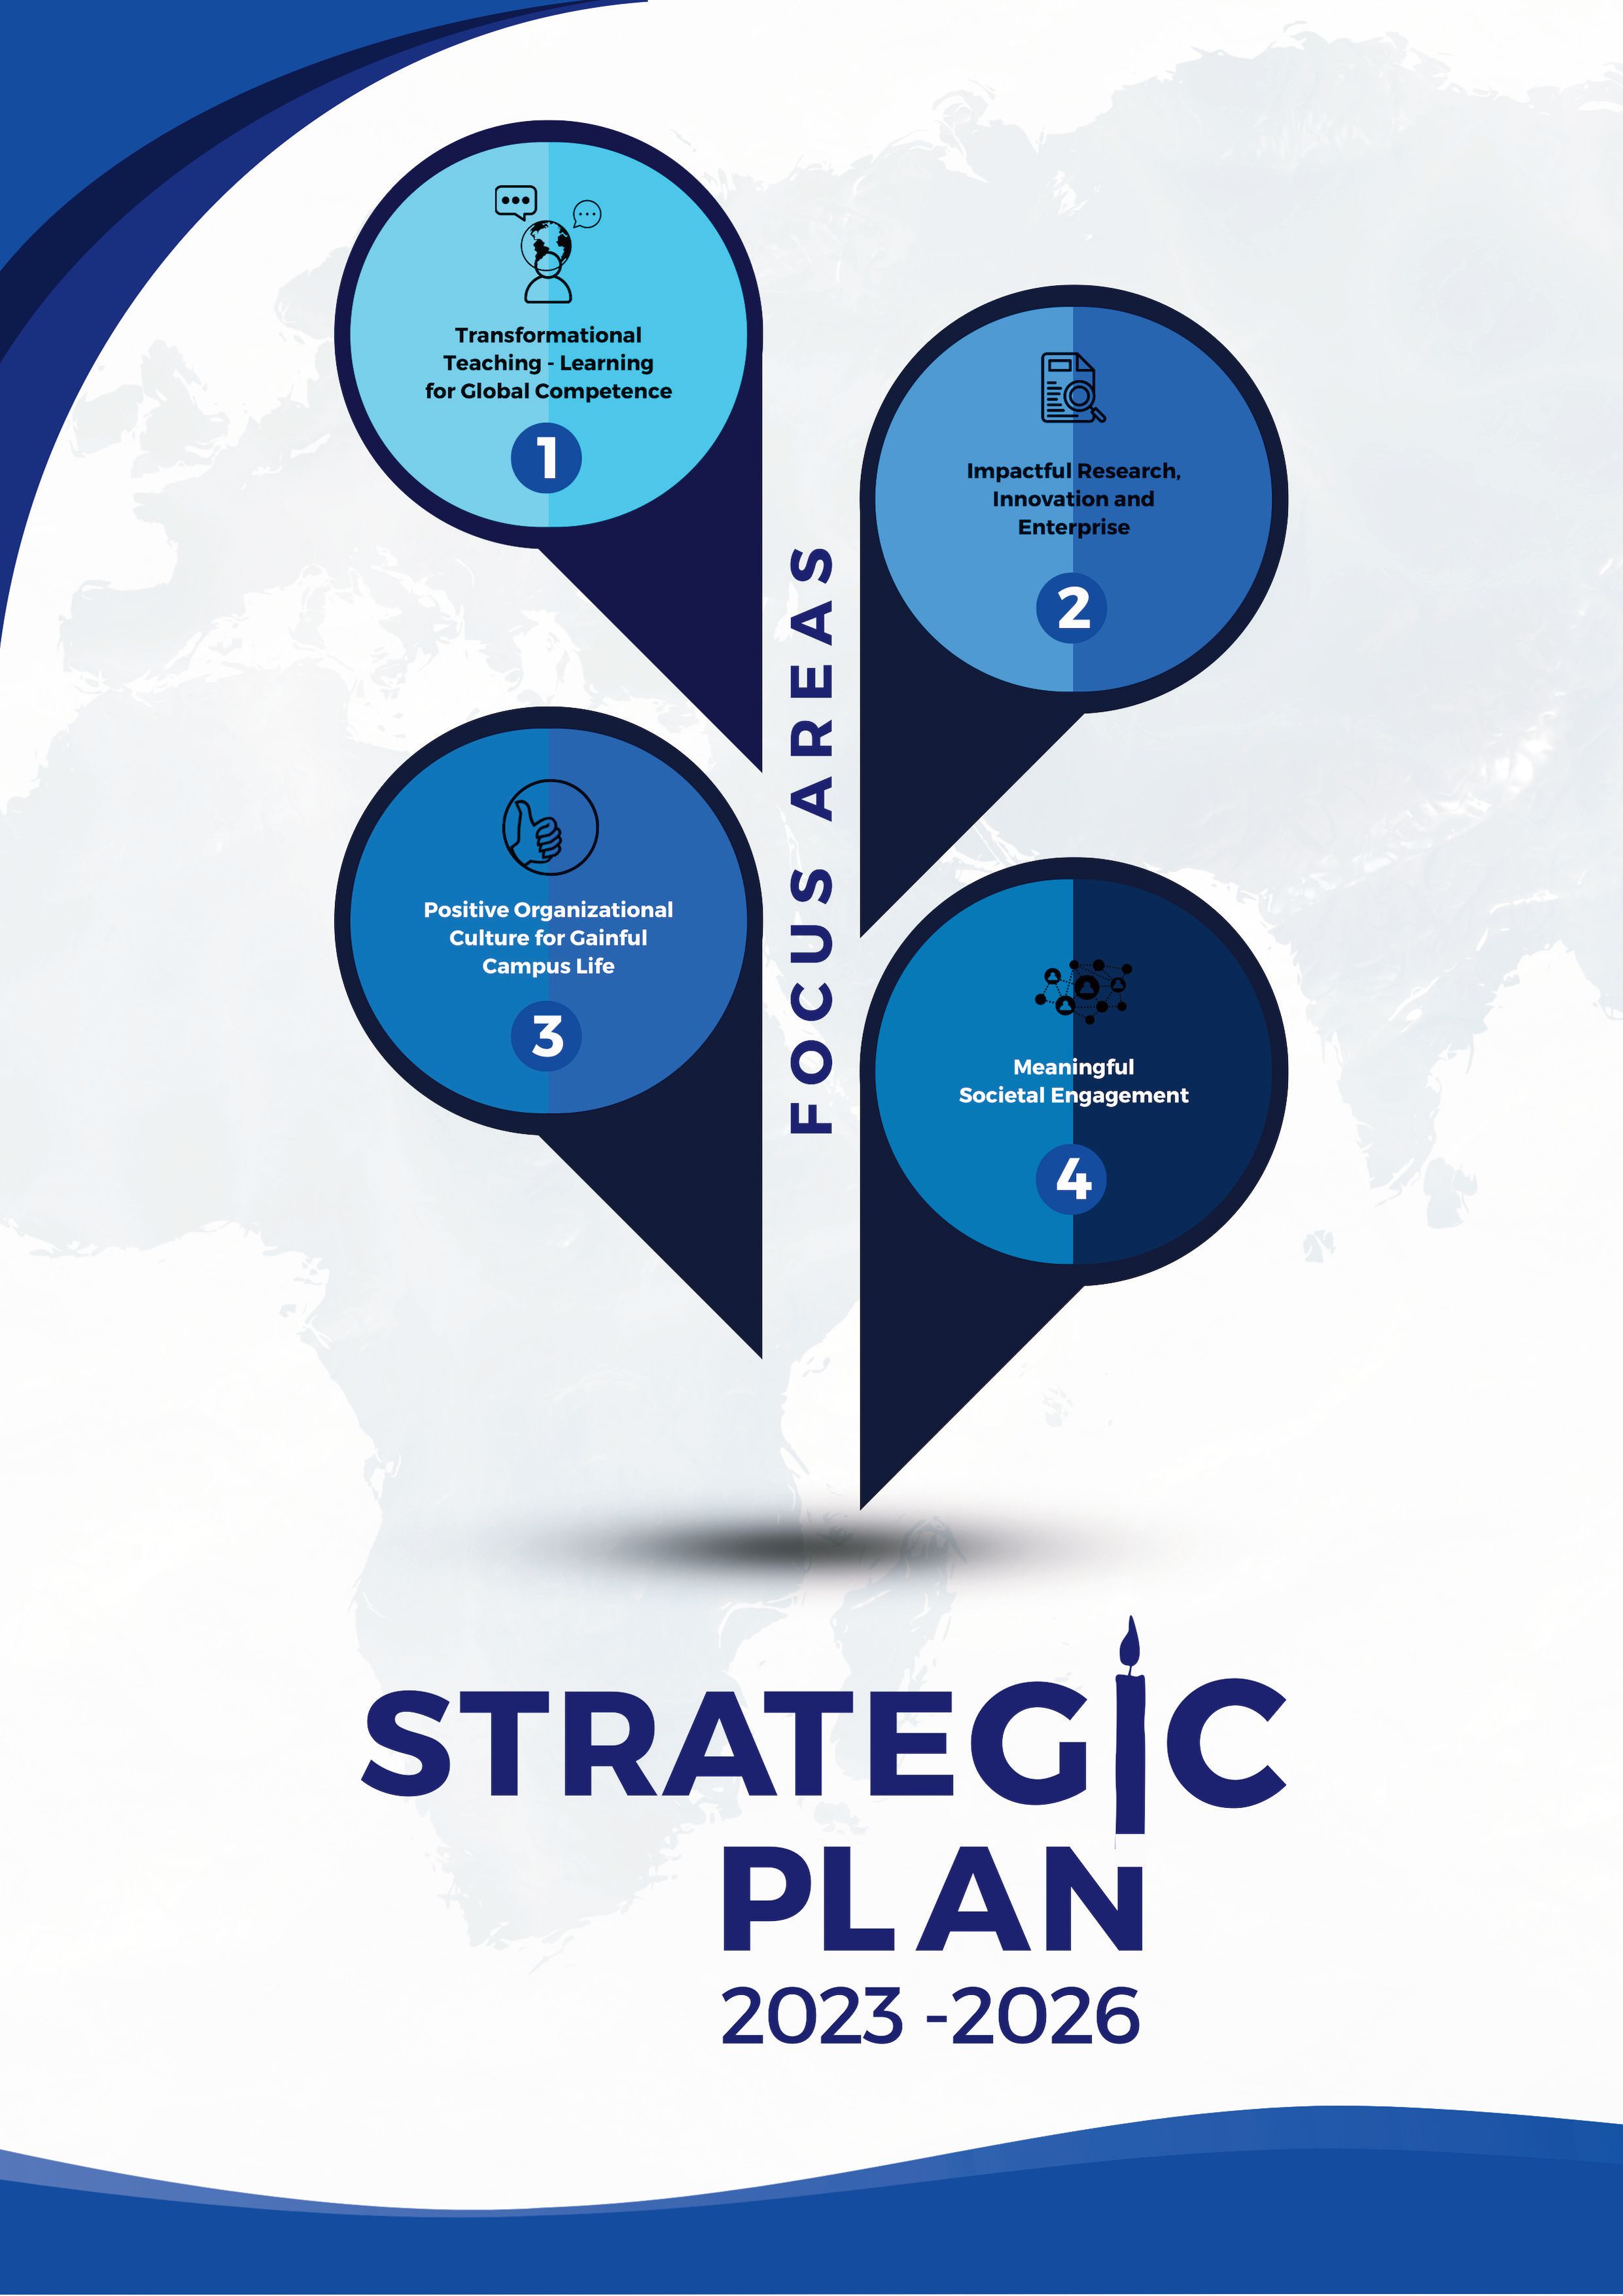 Transformational
Teaching - Learning
for Global Competence
1
Impactful Research,
Innovation and
Enterprise
2
FOCUS AREAS
Positive Organizational
Culture for Gainful
Campus Life
3
Meaningful
Societal Engagement
4
STRATEGIC
PLAN
2023 -2026